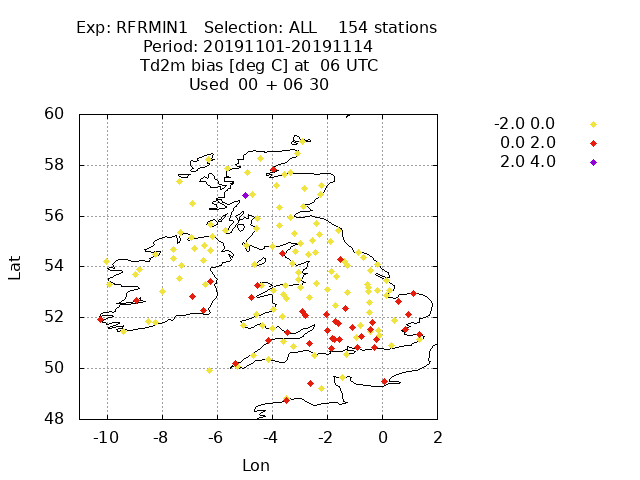 Exp: RFRMIN1 Selection: ALL 154 stations
Period: 20191101-20191114
Td2m bias [deg C] at 06 UTC
Used 00 + 06 30
-2.0 0.0
0.0 2.0
2.0 4.0
60
58
56
54
52
50
48
Lat
-10 -8 -6 -4 -2 0 2
Lon